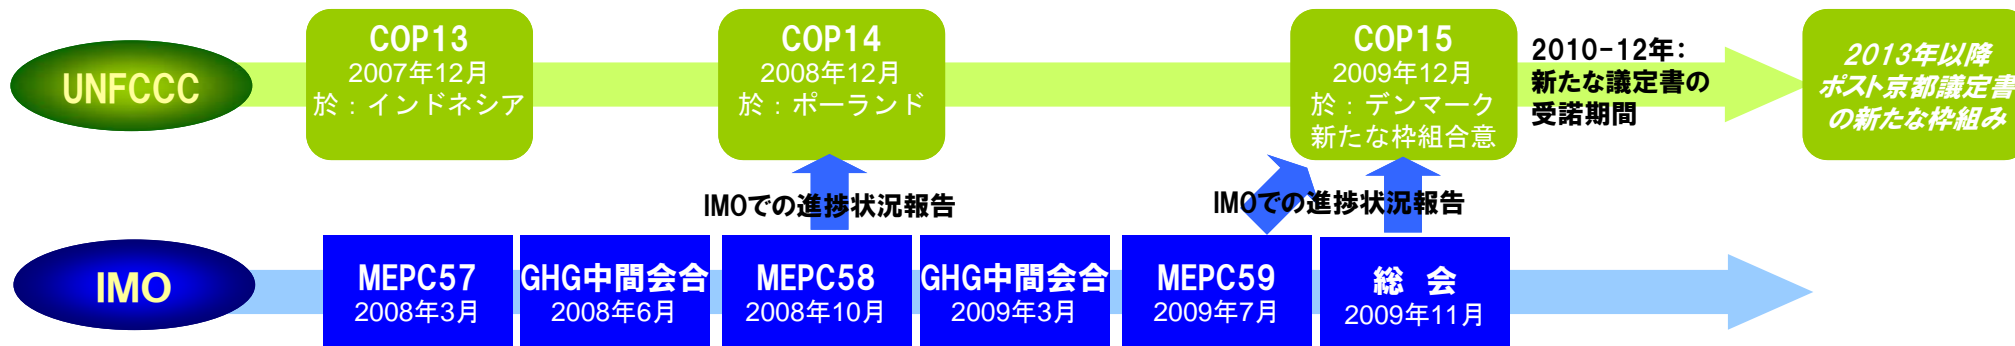 UNFCCC
COP13
2007年12月
於：インドネシア
COP14
2008年12月
於：ポーランド
COP15
2009年12月
於：デンマーク
新たな枠組合意
2010-12年：
新たな議定書の
受諾期間
2013年以降
ポスト京都議定書
の新たな枠組み
IMOでの進捗状況報告
IMOでの進捗状況報告
IMO
MEPC57
2008年3月
GHG中間会合
2008年6月
MEPC58
2008年10月
GHG中間会合
2009年3月
MEPC59
2009年7月
総　会
2009年11月